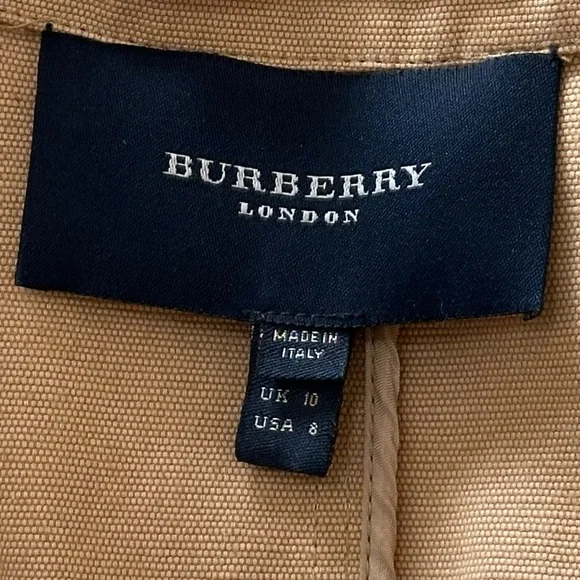 BURBERRY
LONDON
MADE IN
ITALY
UK 10
USA 8